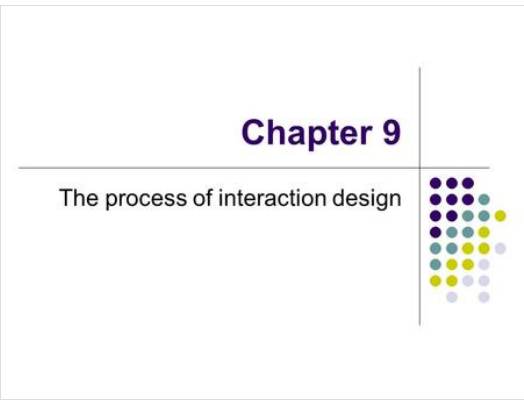 Chapter 9
The process of interaction design